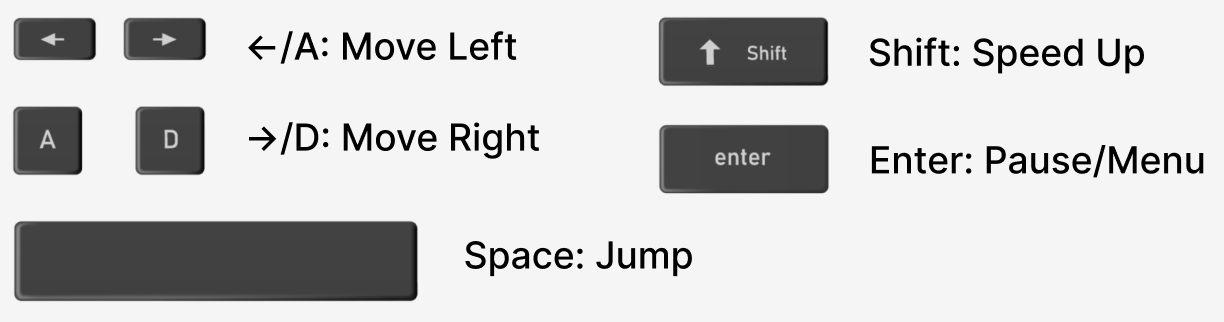 ← → ←/A: Move Left
A D →/D: Move Right
Space: Jump
⬆ Shift Shift: Speed Up
enter Enter: Pause/Menu